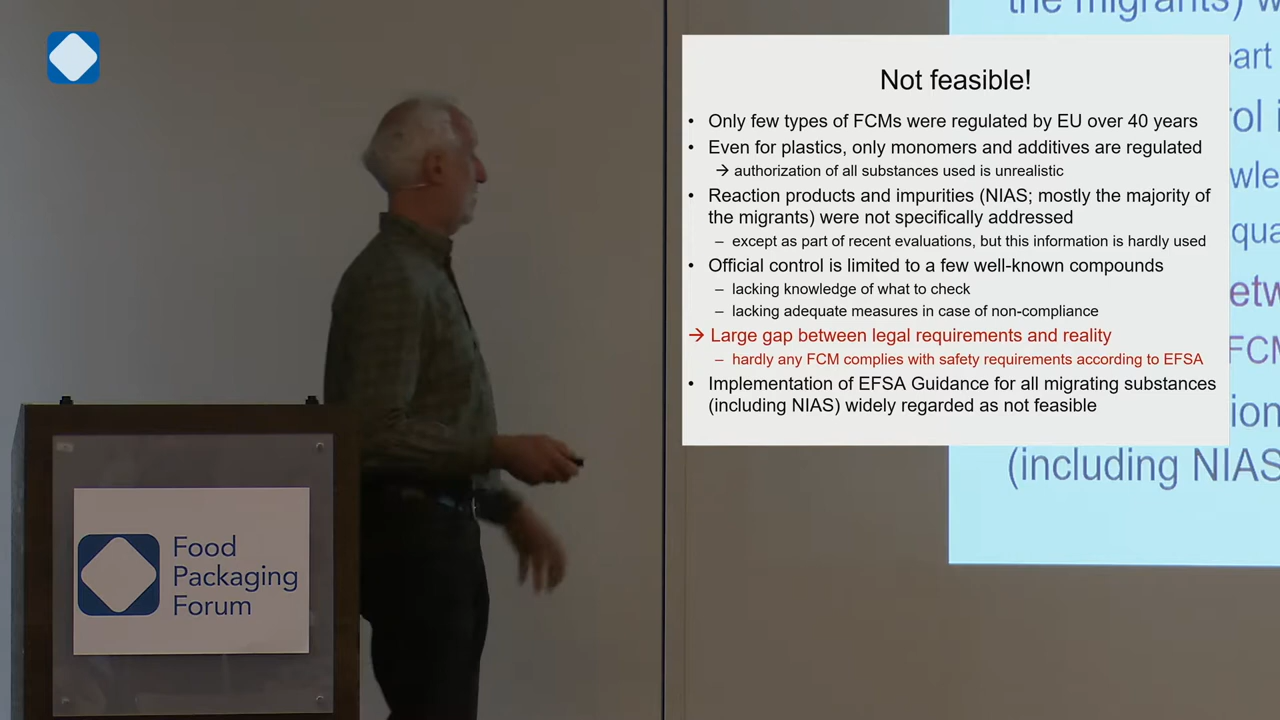 Not feasible!
• Only few types of FCMs were regulated by EU over 40 years
• Even for plastics, only monomers and additives are regulated
→ authorization of all substances used is unrealistic
• Reaction products and impurities (NIAS; mostly the majority of
the migrants) were not specifically addressed
– except as part of recent evaluations, but this information is hardly used
• Official control is limited to a few well-known compounds
– lacking knowledge of what to check
– lacking adequate measures in case of non-compliance
→ Large gap between legal requirements and reality
– hardly any FCM complies with safety requirements according to EFSA
• Implementation of EFSA Guidance for all migrating substances
(including NIAS) widely regarded as not feasible
the migrants)
(including NIAS
Food
Packaging
Forum